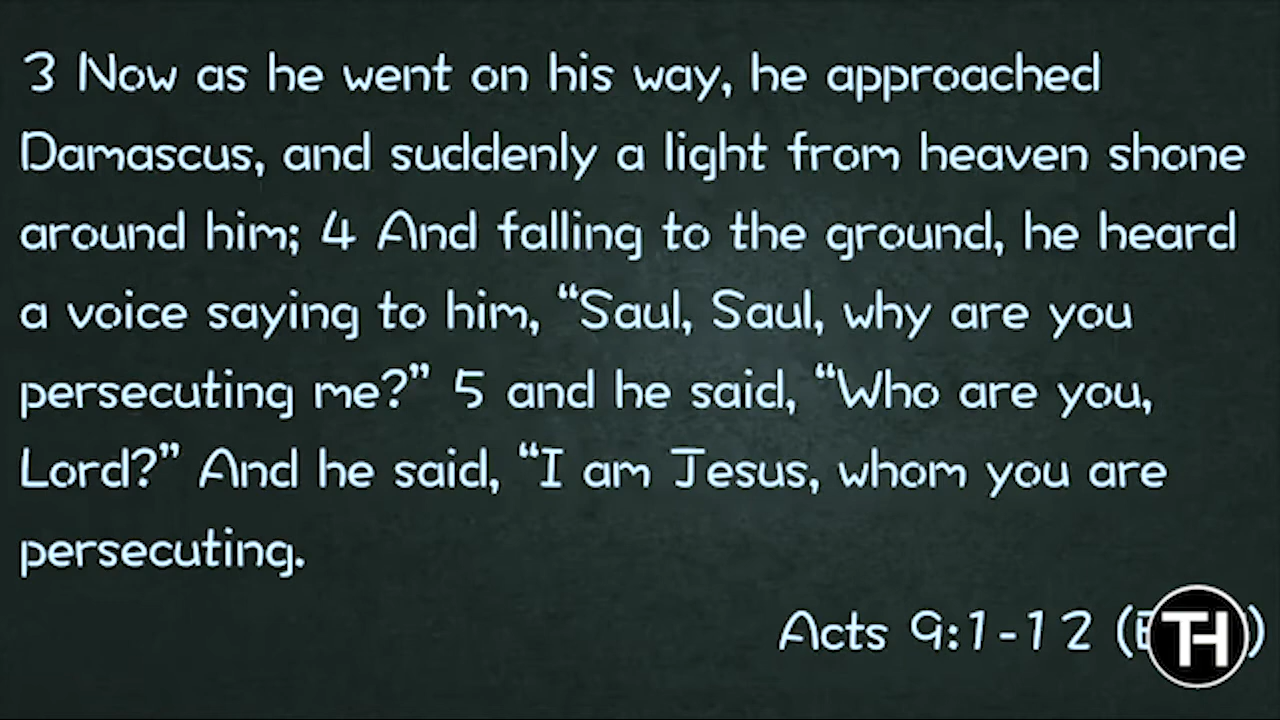 3 Now as he went on his way, he approached
Damascus, and suddenly a light from heaven shone
around him; 4 And falling to the ground, he heard
a voice saying to him, “Saul, Saul, why are you
persecuting me?” 5 and he said, “Who are you,
Lord?” And he said, “I am Jesus, whom you are
persecuting.
Acts 9:1-12
TH